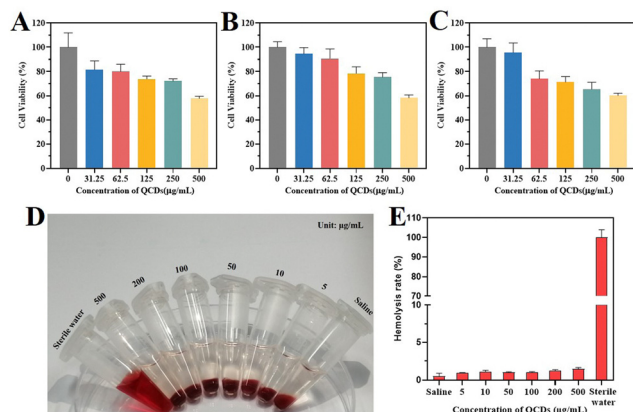 A
Cell Viability (%)
120
100
80
60
40
20
0
0 31.25 62.5 125 250 500
Concentration of QCDs(μg/mL)
B
Cell Viability (%)
120
100
80
60
40
20
0
0 31.25 62.5 125 250 500
Concentration of QCDs(μg/mL)
C
Cell Viability (%)
120
100
80
60
40
20
0
0 31.25 62.5 125 250 500
Concentration of QCDs(μg/mL)
D
Unit: μg/mL
Sterile water
500
200
100
50
10
5
Saline
E
Hemolysis rate (%)
110
100
90
80
70
10
5
0
Saline 5 10 50 100 200 500 Sterile
water
Concentration of QCDs (μg/mL)